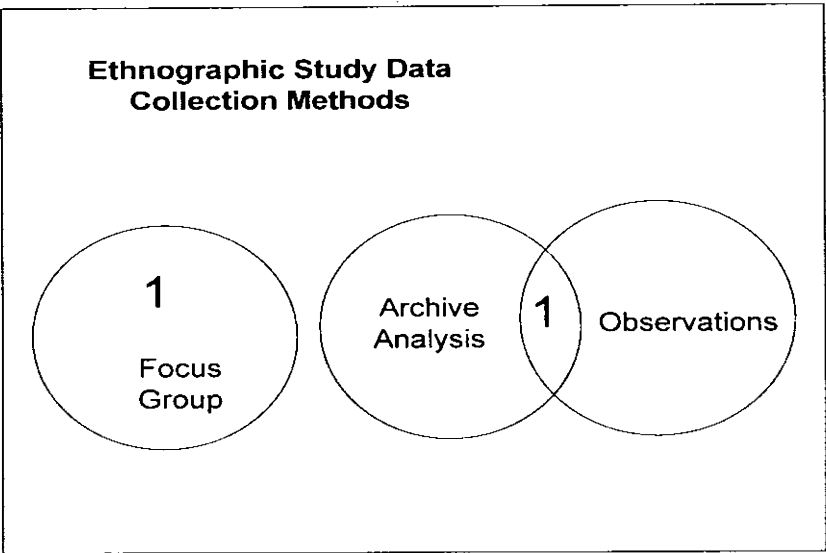 Ethnographic Study Data
Collection Methods
1
Focus
Group
Archive
Analysis
1
Observations